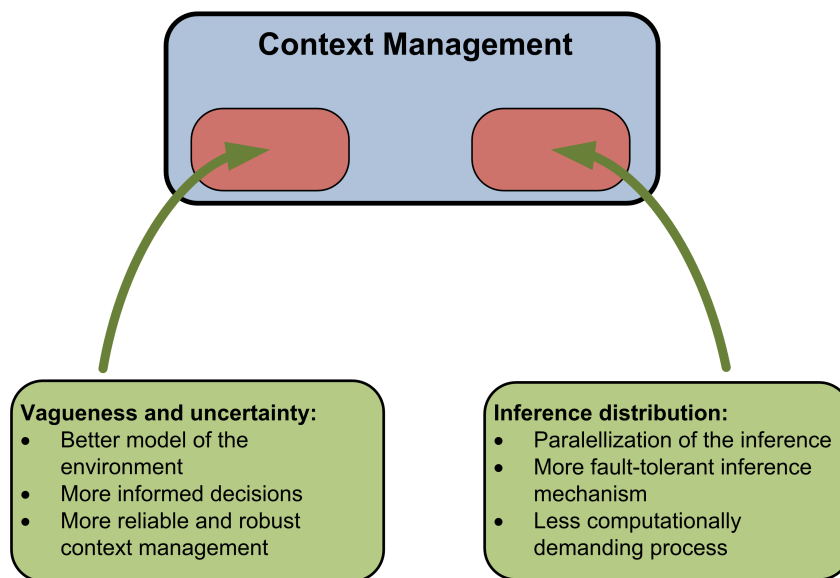 Context Management
Vagueness and uncertainty:
• Better model of the
environment
• More informed decisions
• More reliable and robust
context management
Inference distribution:
• Paralellization of the inference
• More fault-tolerant inference
mechanism
• Less computationally
demanding process